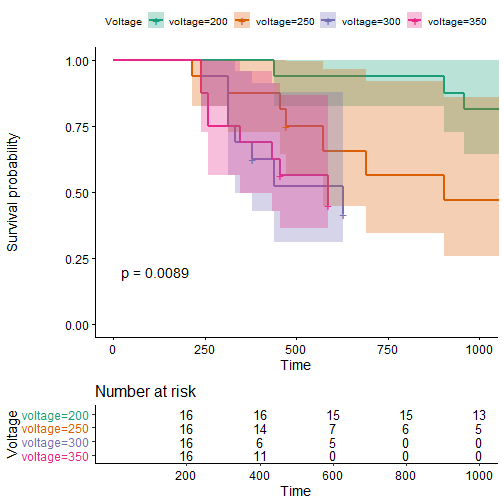 Voltage voltage=200 voltage=250 voltage=300 voltage=350
Survival probability
1.00
0.75
0.50
0.25
0.00
p = 0.0089
0 250 500 750 1000
Time
Number at risk
Voltage
voltage=200 16 16 15 15 13
voltage=250 16 14 7 6 5
voltage=300 16 6 5 0 0
voltage=350 16 11 0 0 0
200 400 600 800 1000
Time